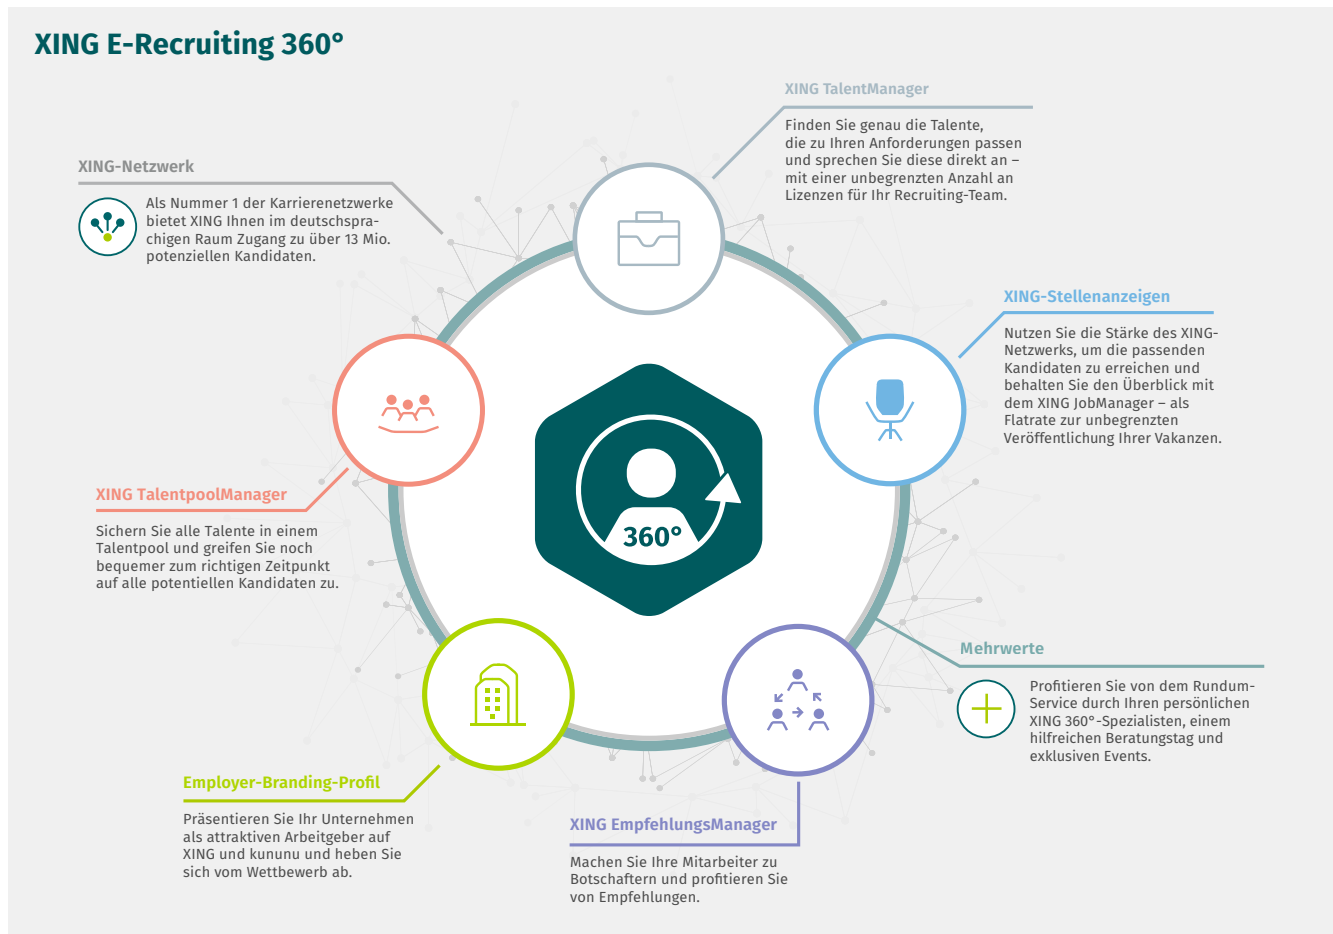 XING E-Recruiting 360°
XING TalentManager
Finden Sie genau die Talente,
die zu Ihren Anforderungen passen
und sprechen Sie diese direkt an –
mit einer unbegrenzten Anzahl an
Lizenzen für Ihr Recruiting-Team.
XING-Netzwerk
Als Nummer 1 der Karrierenetzwerke
bietet XING Ihnen im deutschspra-
chigen Raum Zugang zu über 13 Mio.
potenziellen Kandidaten.
XING-Stellenanzeigen
Nutzen Sie die Stärke des XING-
Netzwerks, um die passenden
Kandidaten zu erreichen und
behalten Sie den Überblick mit
dem XING JobManager – als
Flatrate zur unbegrenzten
Veröffentlichung Ihrer Vakanzen.
XING TalentpoolManager
Sichern Sie alle Talente in einem
Talentpool und greifen Sie noch
bequemer zum richtigen Zeitpunkt
auf alle potentiellen Kandidaten zu.
360°
Mehrwerte
Profitieren Sie von dem Rundum-
Service durch Ihren persönlichen
XING 360°-Spezialisten, einem
hilfreichen Beratungstag und
exklusiven Events.
Employer-Branding-Profil
Präsentieren Sie Ihr Unternehmen
als attraktiven Arbeitgeber auf
XING und kununu und heben Sie
sich vom Wettbewerb ab.
XING EmpfehlungsManager
Machen Sie Ihre Mitarbeiter zu
Botschaftern und profitieren Sie
von Empfehlungen.